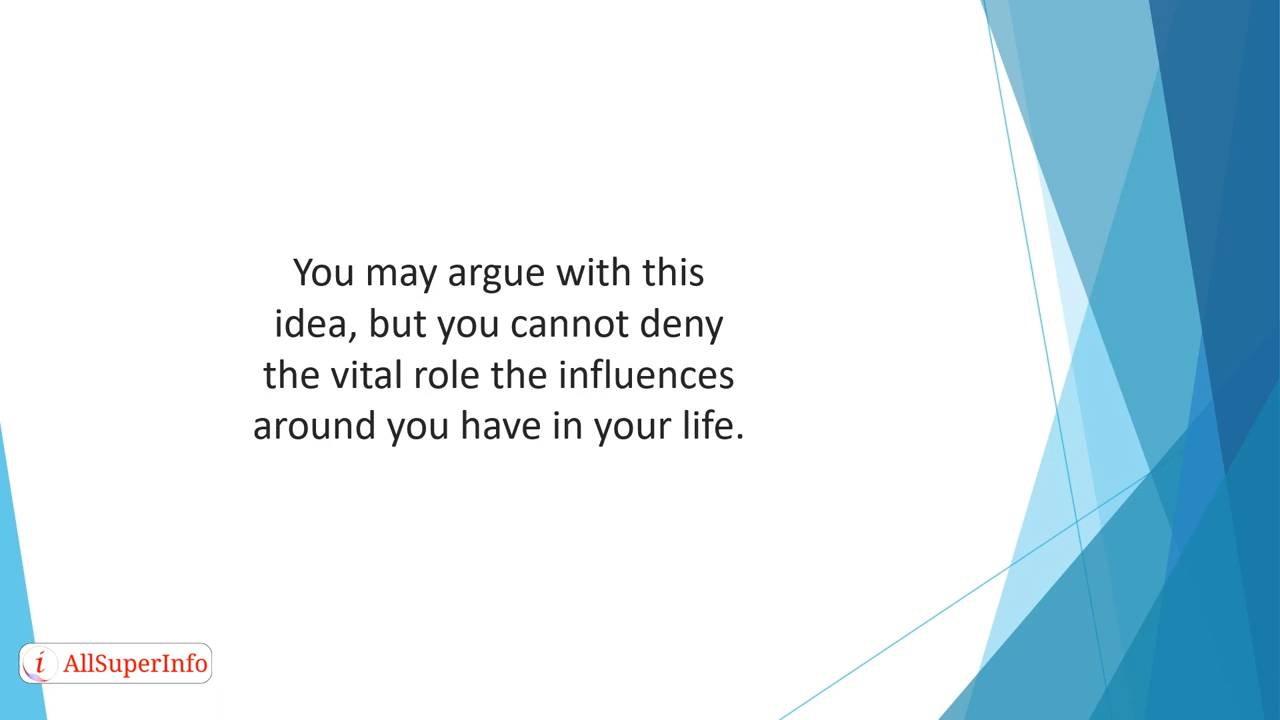 You may argue with this
idea, but you cannot deny
the vital role the influences
around you have in your life.
i AllSuperInfo